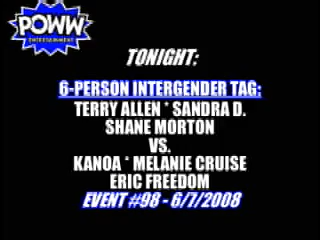 POWW
ENTERTAINMENT
TONIGHT:
6-PERSON INTERGENDER TAG:
TERRY ALLEN * SANDRA D.
SHANE MORTON
VS.
KANOA * MELANIE CRUISE
ERIC FREEDOM
EVENT #98 - 6/7/2008